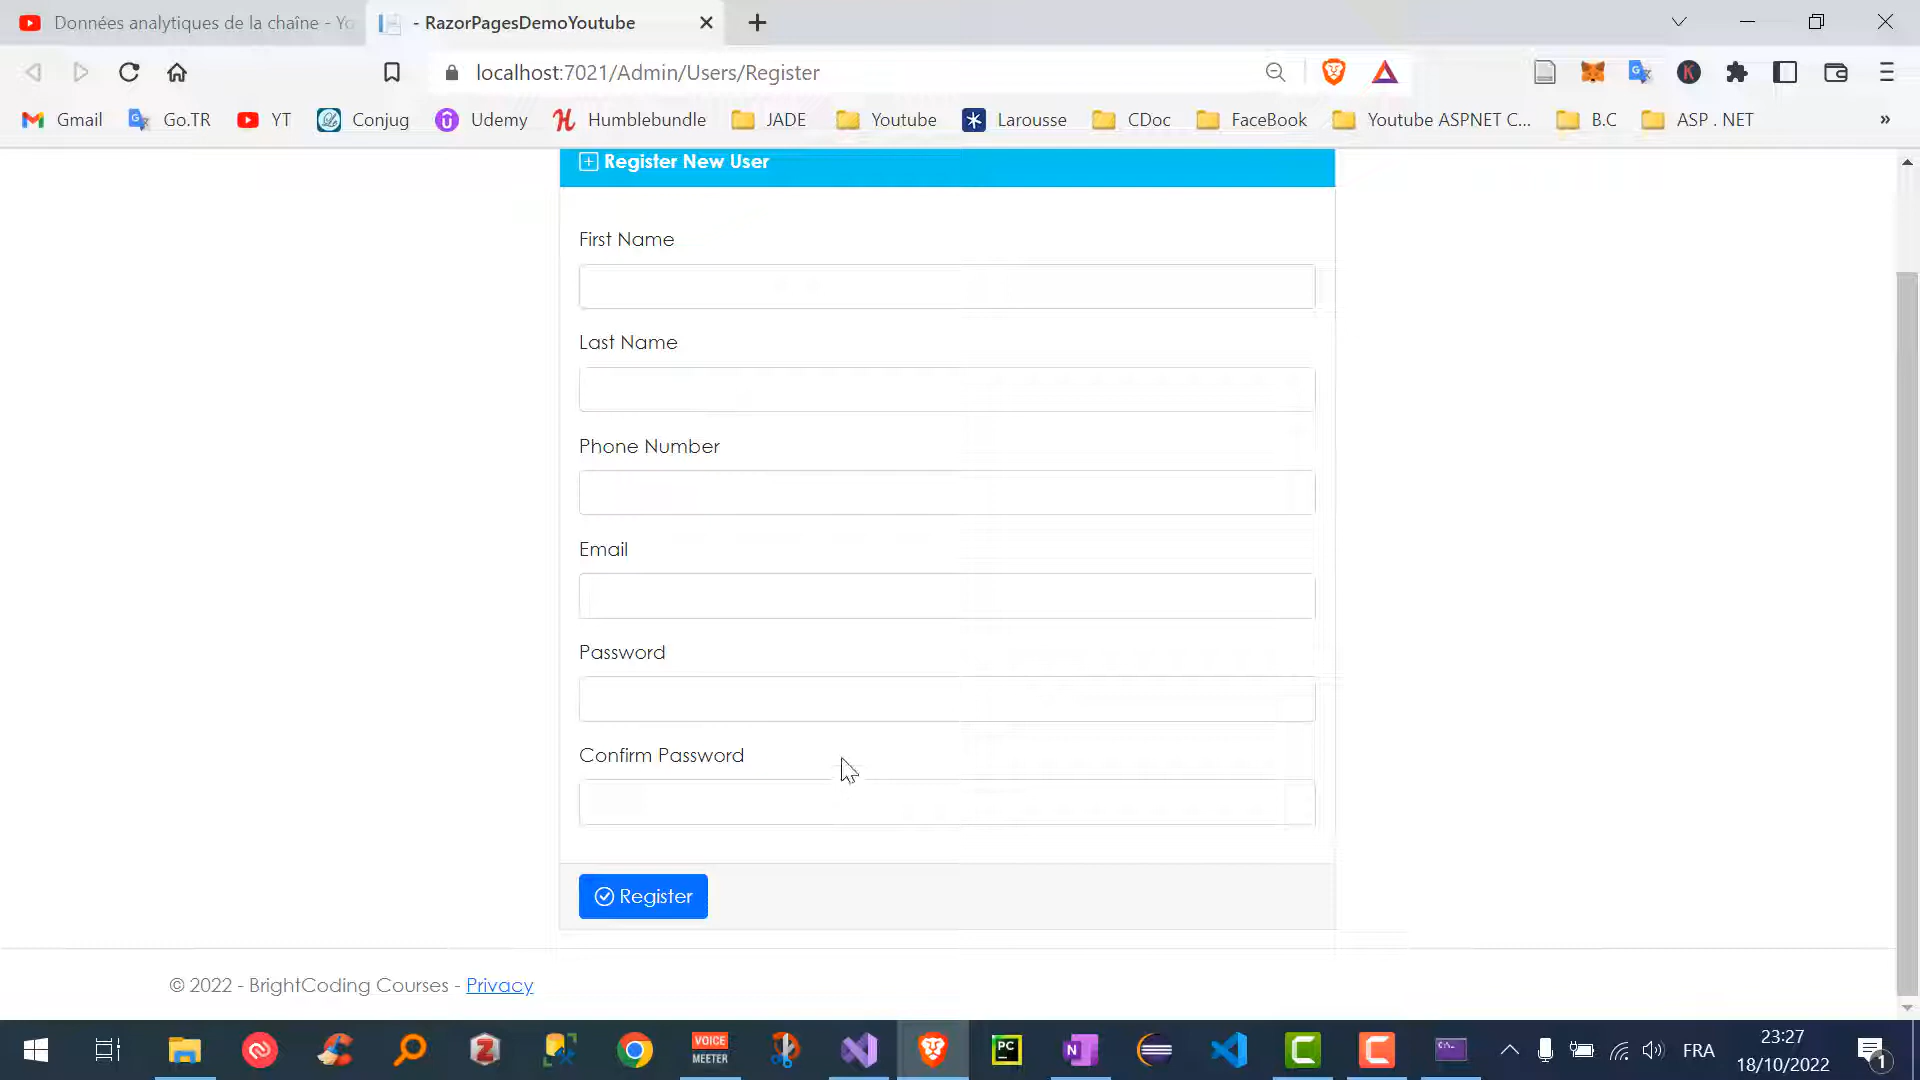 Données analytiques de la chaîne - Yo
- RazorPagesDemoYoutube
localhost:7021/Admin/Users/Register
Gmail
Go.TR
YT
Conjug
Udemy
Humblebundle
JADE
Youtube
Larousse
CDoc
FaceBook
Youtube ASPNET C...
B.C
ASP . NET
»
Register New User
First Name
Last Name
Phone Number
Email
Password
Confirm Password
Register
© 2022 - BrightCoding Courses - Privacy
VOICE
MEETER
PC
N
FRA
23:27
18/10/2022
1